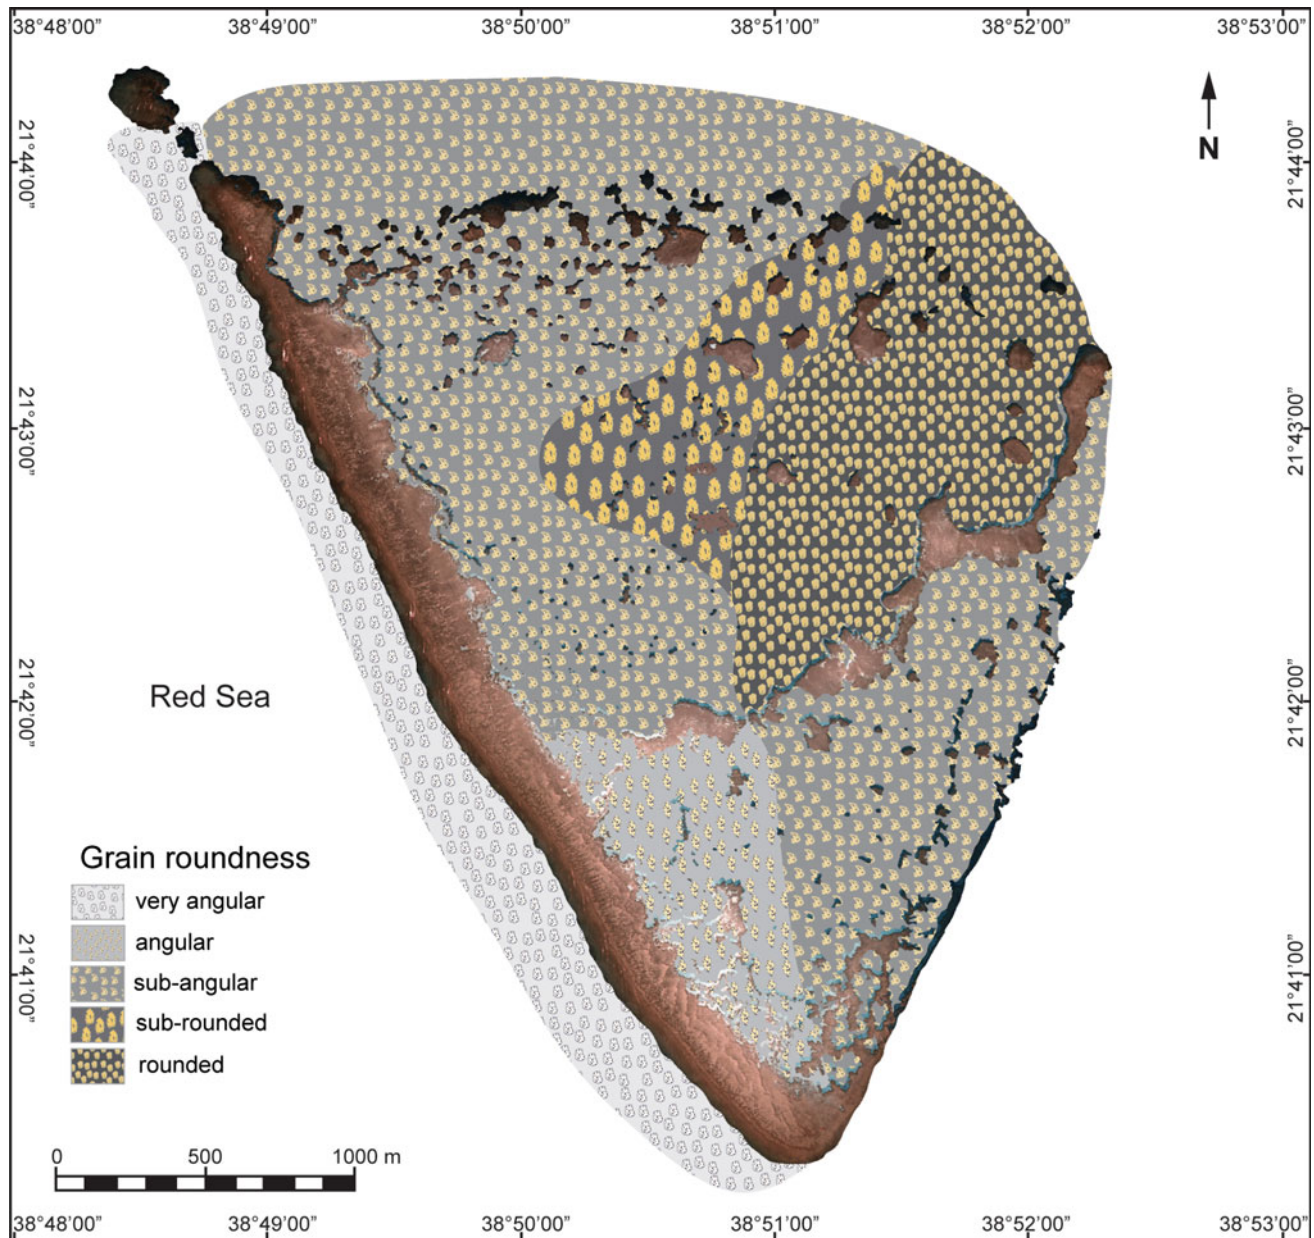 38°48’00” 38°49’00” 38°50’00” 38°51’00” 38°52’00” 38°53’00”
N
21°44’00” 21°44’00”
21°43’00” 21°43’00”
Red Sea
21°42’00” 21°42’00”
Grain roundness
very angular
angular
sub-angular
sub-rounded
rounded
21°41’00” 21°41’00”
0 500 1000 m
38°48’00” 38°49’00” 38°50’00” 38°51’00” 38°52’00” 38°53’00”